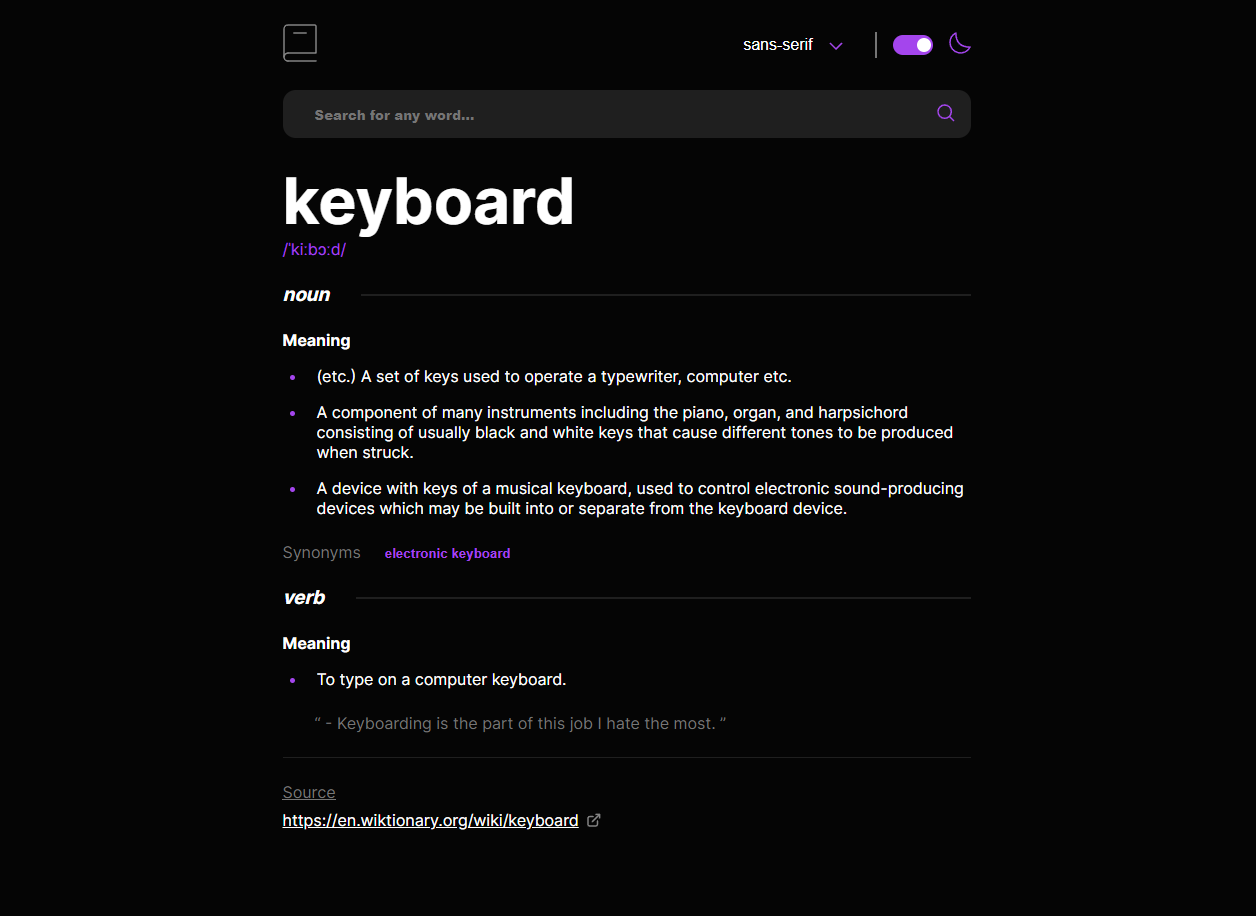 sans-serif
Search for any word...
keyboard
/ˈkiːbɔːd/
noun
Meaning
(etc.) A set of keys used to operate a typewriter, computer etc.
A component of many instruments including the piano, organ, and harpsichord
consisting of usually black and white keys that cause different tones to be produced
when struck.
A device with keys of a musical keyboard, used to control electronic sound-producing
devices which may be built into or separate from the keyboard device.
Synonyms electronic keyboard
verb
Meaning
To type on a computer keyboard.
“ - Keyboarding is the part of this job I hate the most. ”
Source
https://en.wiktionary.org/wiki/keyboard